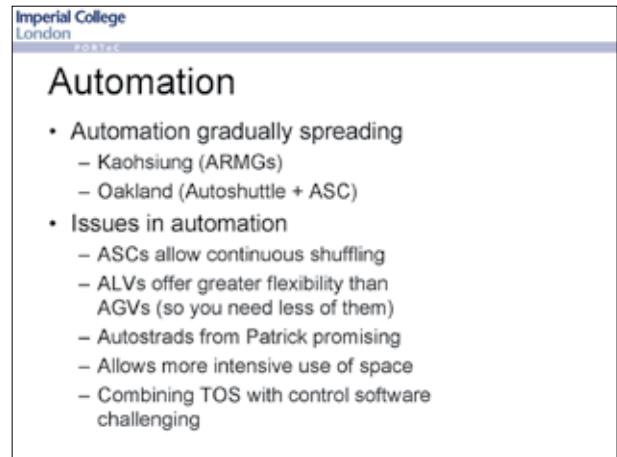 Imperial College
London
PORTeC
Automation
• Automation gradually spreading
– Kaohsiung (ARMGs)
– Oakland (Autoshuttle + ASC)
• Issues in automation
– ASCs allow continuous shuffling
– ALVs offer greater flexibility than
AGVs (so you need less of them)
– Autostrads from Patrick promising
– Allows more intensive use of space
– Combining TOS with control software
challenging